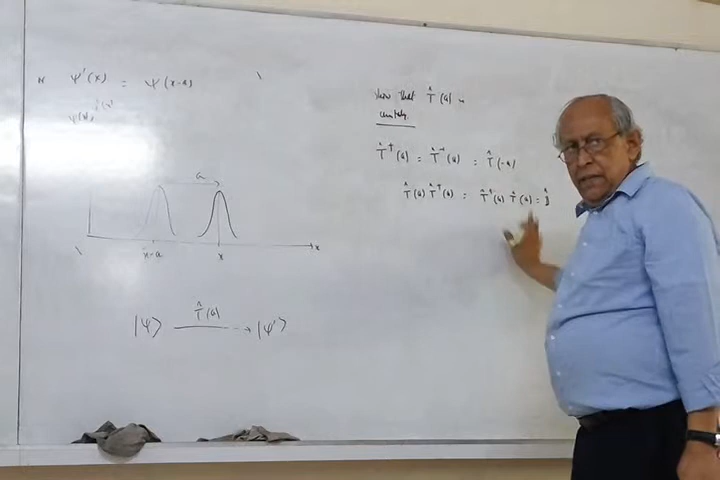 ψ'(x) = ψ(x-a)
ψ(x),
a
x-a x x
|ψ⟩ T̂(a) → |ψ'⟩
show that T̂(a) is
unitary.
T̂†(a) = T̂⁻¹(a) = T̂(-a)
T̂(a) T̂†(a) = T̂†(a) T̂(a) = 1̂